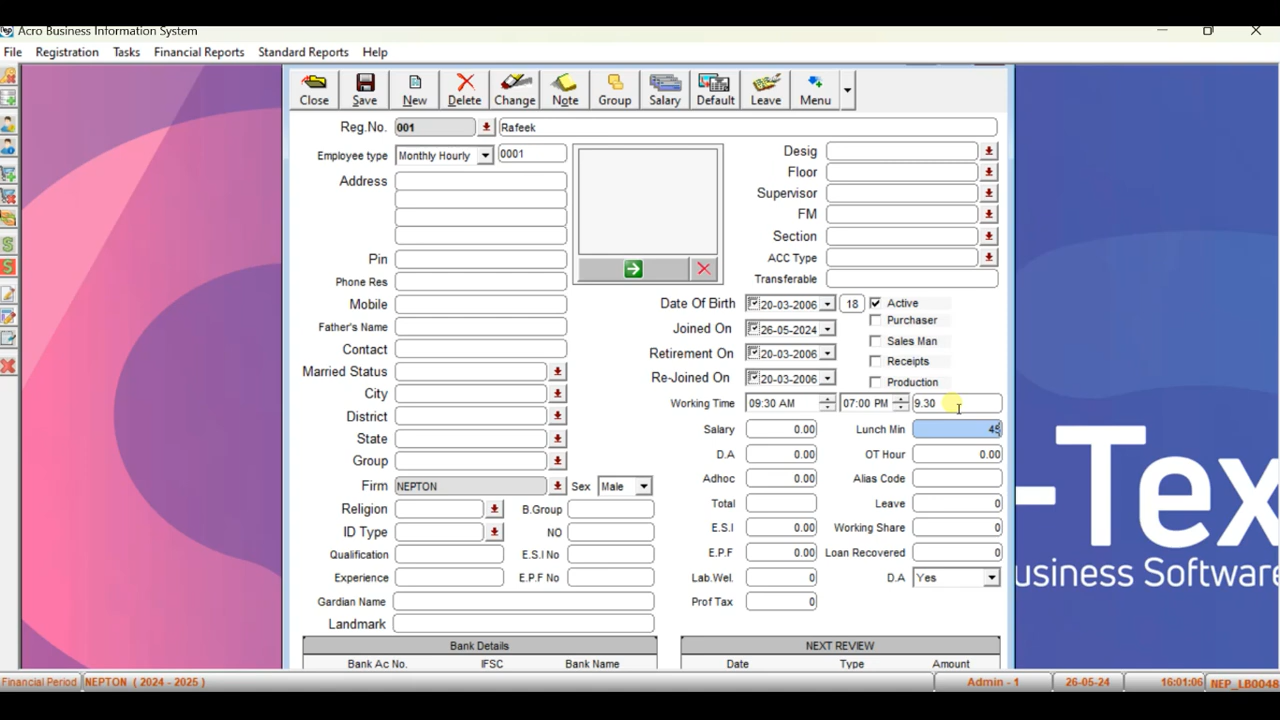 Acro Business Information System
File Registration Tasks Financial Reports Standard Reports Help
Close Save New Delete Change Note Group Salary Default Leave Menu
Reg.No. 001 Rafeek
Employee type Monthly Hourly 0001
Address
Pin
Phone Res
Mobile
Father's Name
Contact
Married Status
City
District
State
Group
Firm NEPTON Sex Male
Religion B.Group
ID Type NO
Qualification E.S.I No
Experience E.P.F No
Gardian Name
Landmark
Desig
Floor
Supervisor
FM
Section
ACC Type
Transferable
Date Of Birth 20-03-2006 18 Active
Purchaser
Joined On 26-05-2024 Sales Man
Retirement On 20-03-2006 Receipts
Re-Joined On 20-03-2006 Production
Working Time 09:30 AM 07:00 PM 9.30
Salary 0.00 Lunch Min 45
D.A 0.00 OT Hour 0.00
Adhoc 0.00 Alias Code
Total Leave 0
E.S.I 0.00 Working Share 0
E.P.F 0.00 Loan Recovered 0
Lab.Wel. 0 D.A Yes
Prof Tax 0
Bank Details
Bank Ac No. IFSC Bank Name
NEXT REVIEW
Date Type Amount
-Tex
usiness Software
Financial Period NEPTON ( 2024 - 2025 ) Admin - 1 26-05-24 16:01:06 NEP_LB0048